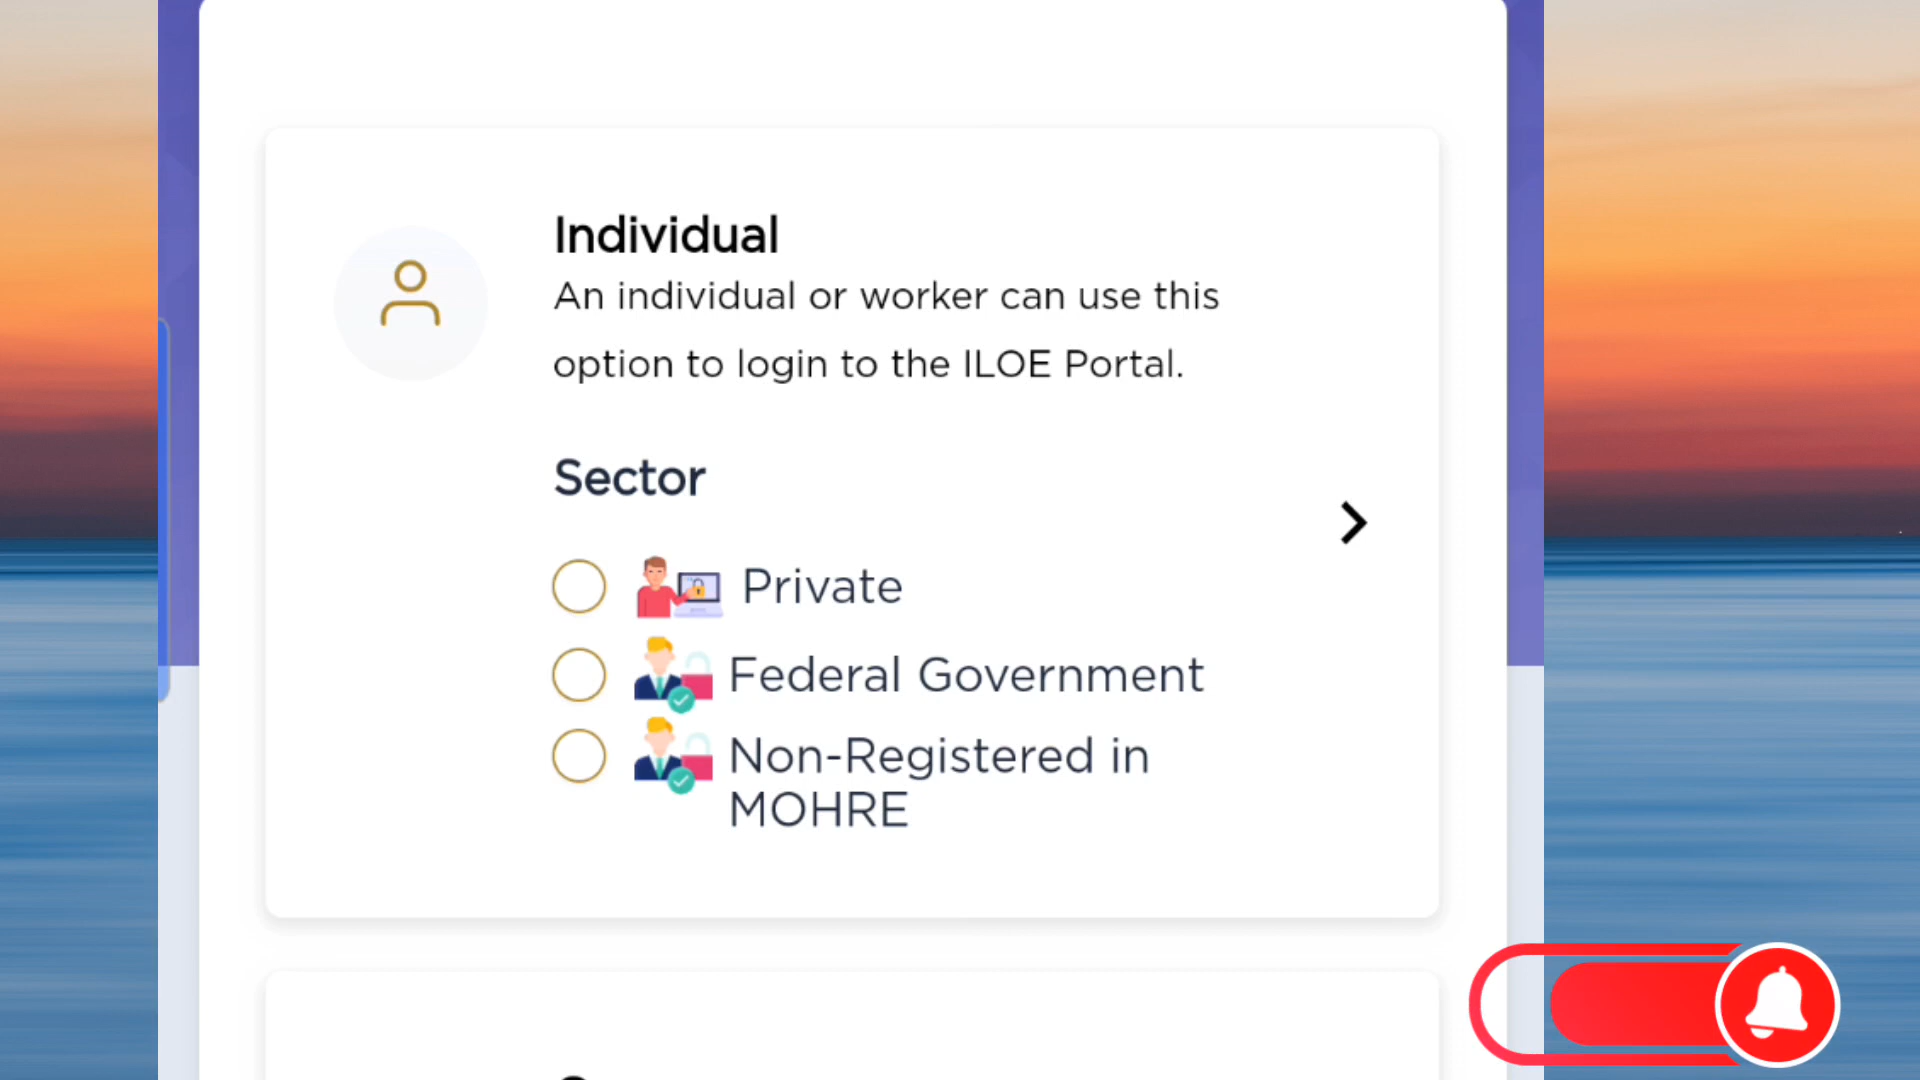 Individual
An individual or worker can use this
option to login to the ILOE Portal.
Sector
Private
Federal Government
Non-Registered in
MOHRE